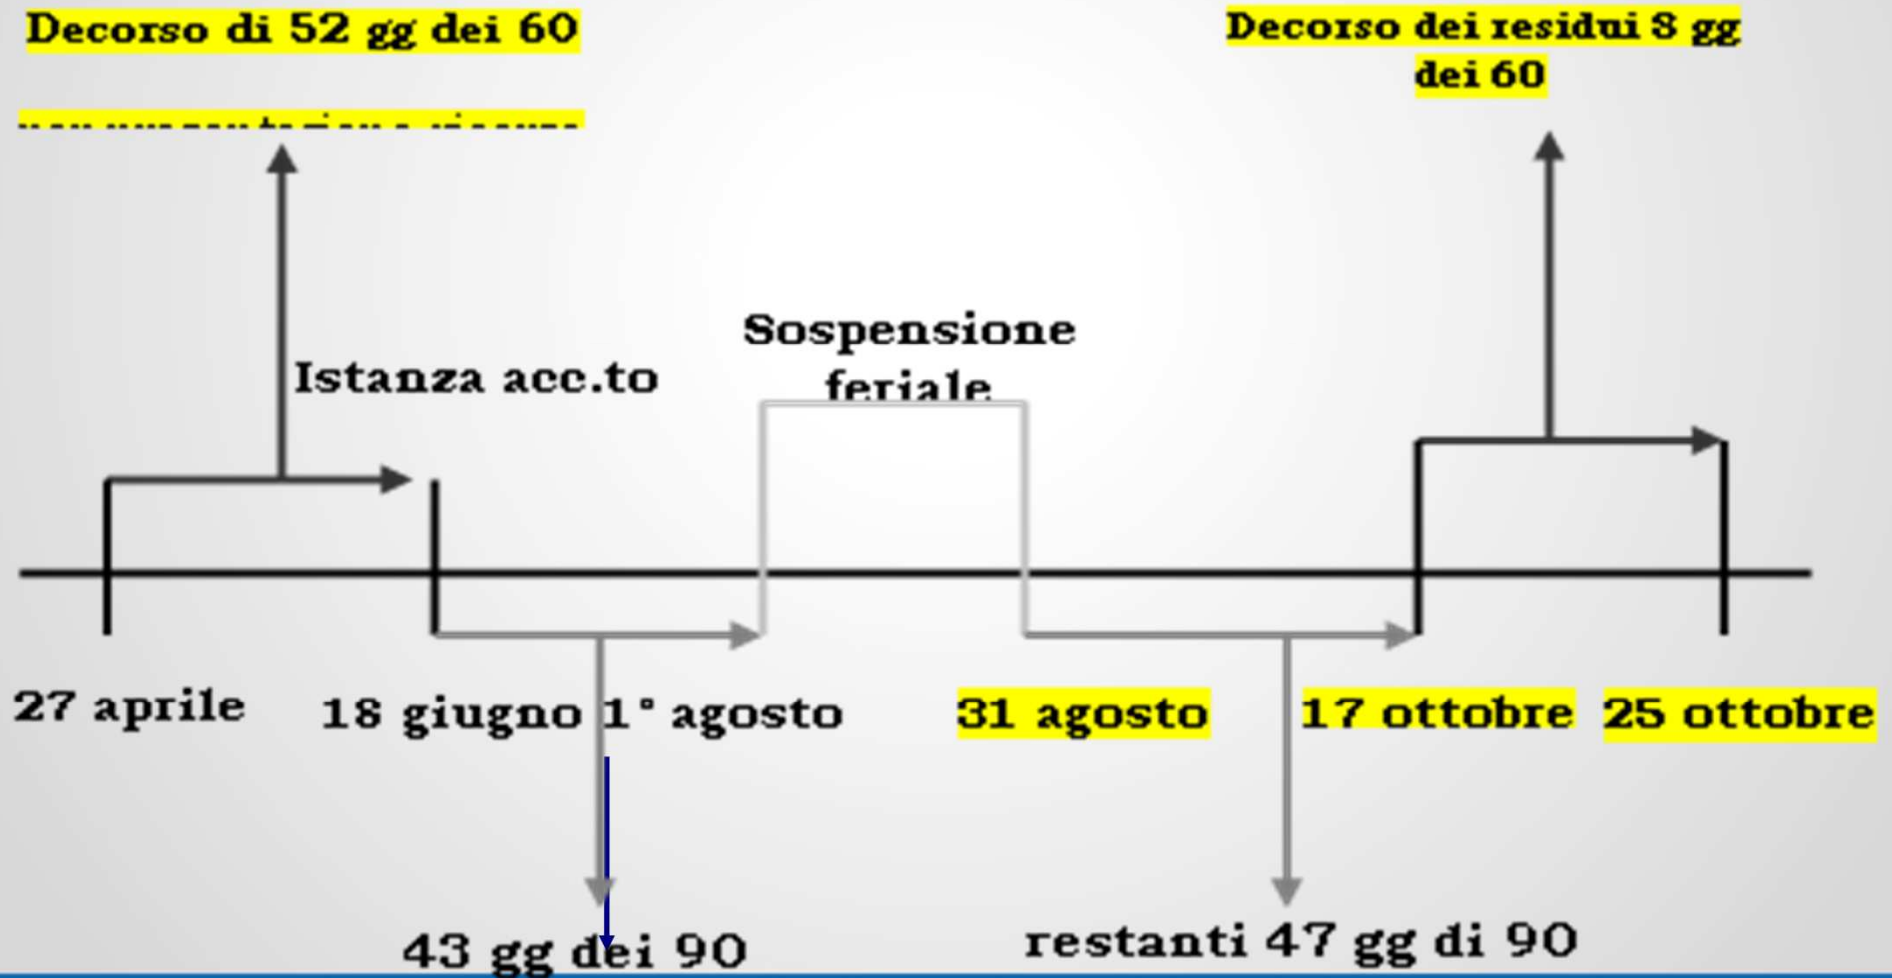 Decorso di 52 gg dei 60
Decorso dei residui 8 gg
dei 60
Istanza acc.to
Sospensione
feriale
27 aprile
18 giugno
1° agosto
31 agosto
17 ottobre
25 ottobre
43 gg dei 90
restanti 47 gg di 90